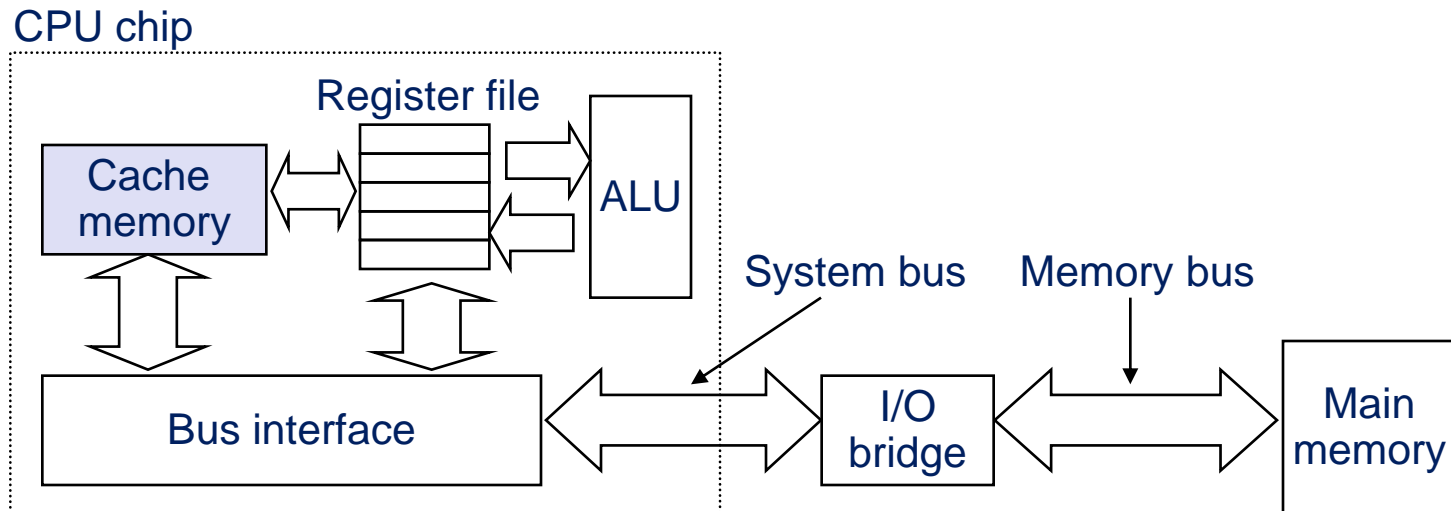 CPU chip
Register file
Cache
memory
ALU
System bus
Memory bus
Bus interface
I/O
bridge
Main
memory